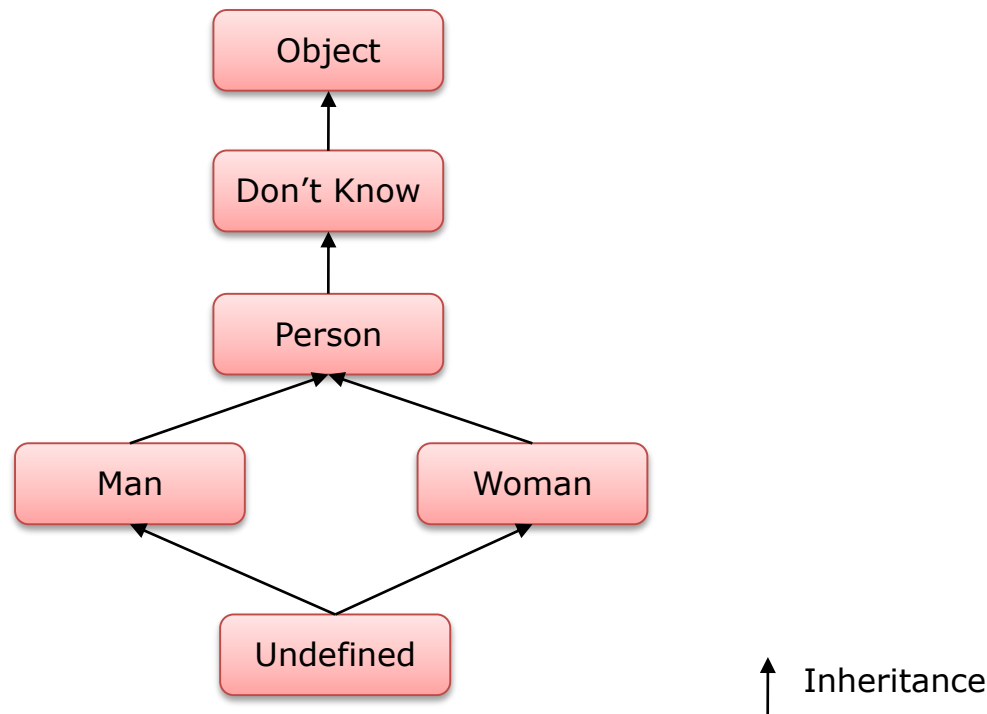 Object
Don’t Know
Person
Man
Woman
Undefined
Inheritance